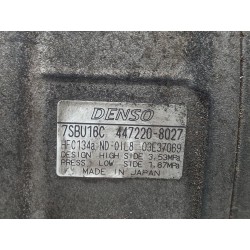 DENSO
7SBU16C 447220-8027
HFC134a ND-OIL8 03E37069
DESIGN HIGH SIDE 3.53MPa
PRESS LOW SIDE 1.67MPa
MADE IN JAPAN